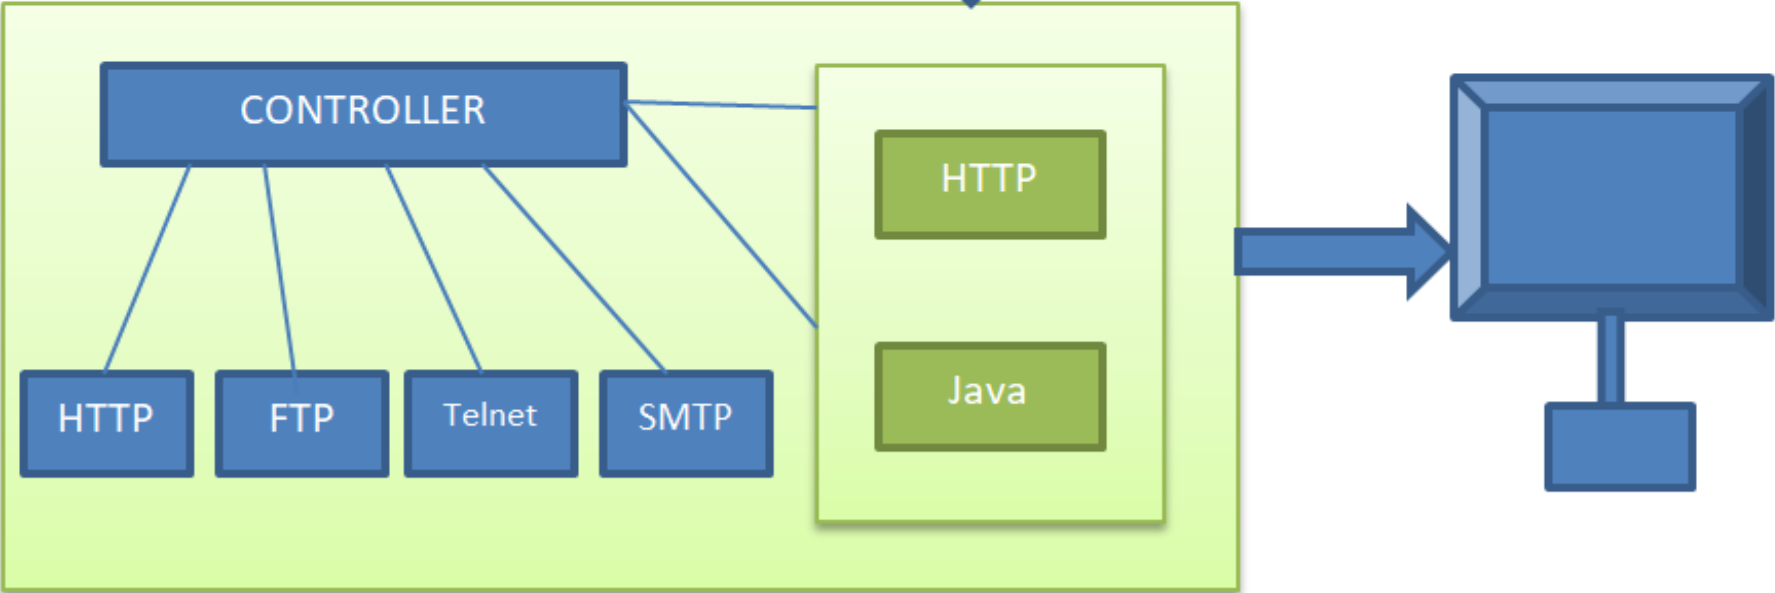 CONTROLLER
HTTP
Java
HTTP
FTP
Telnet
SMTP